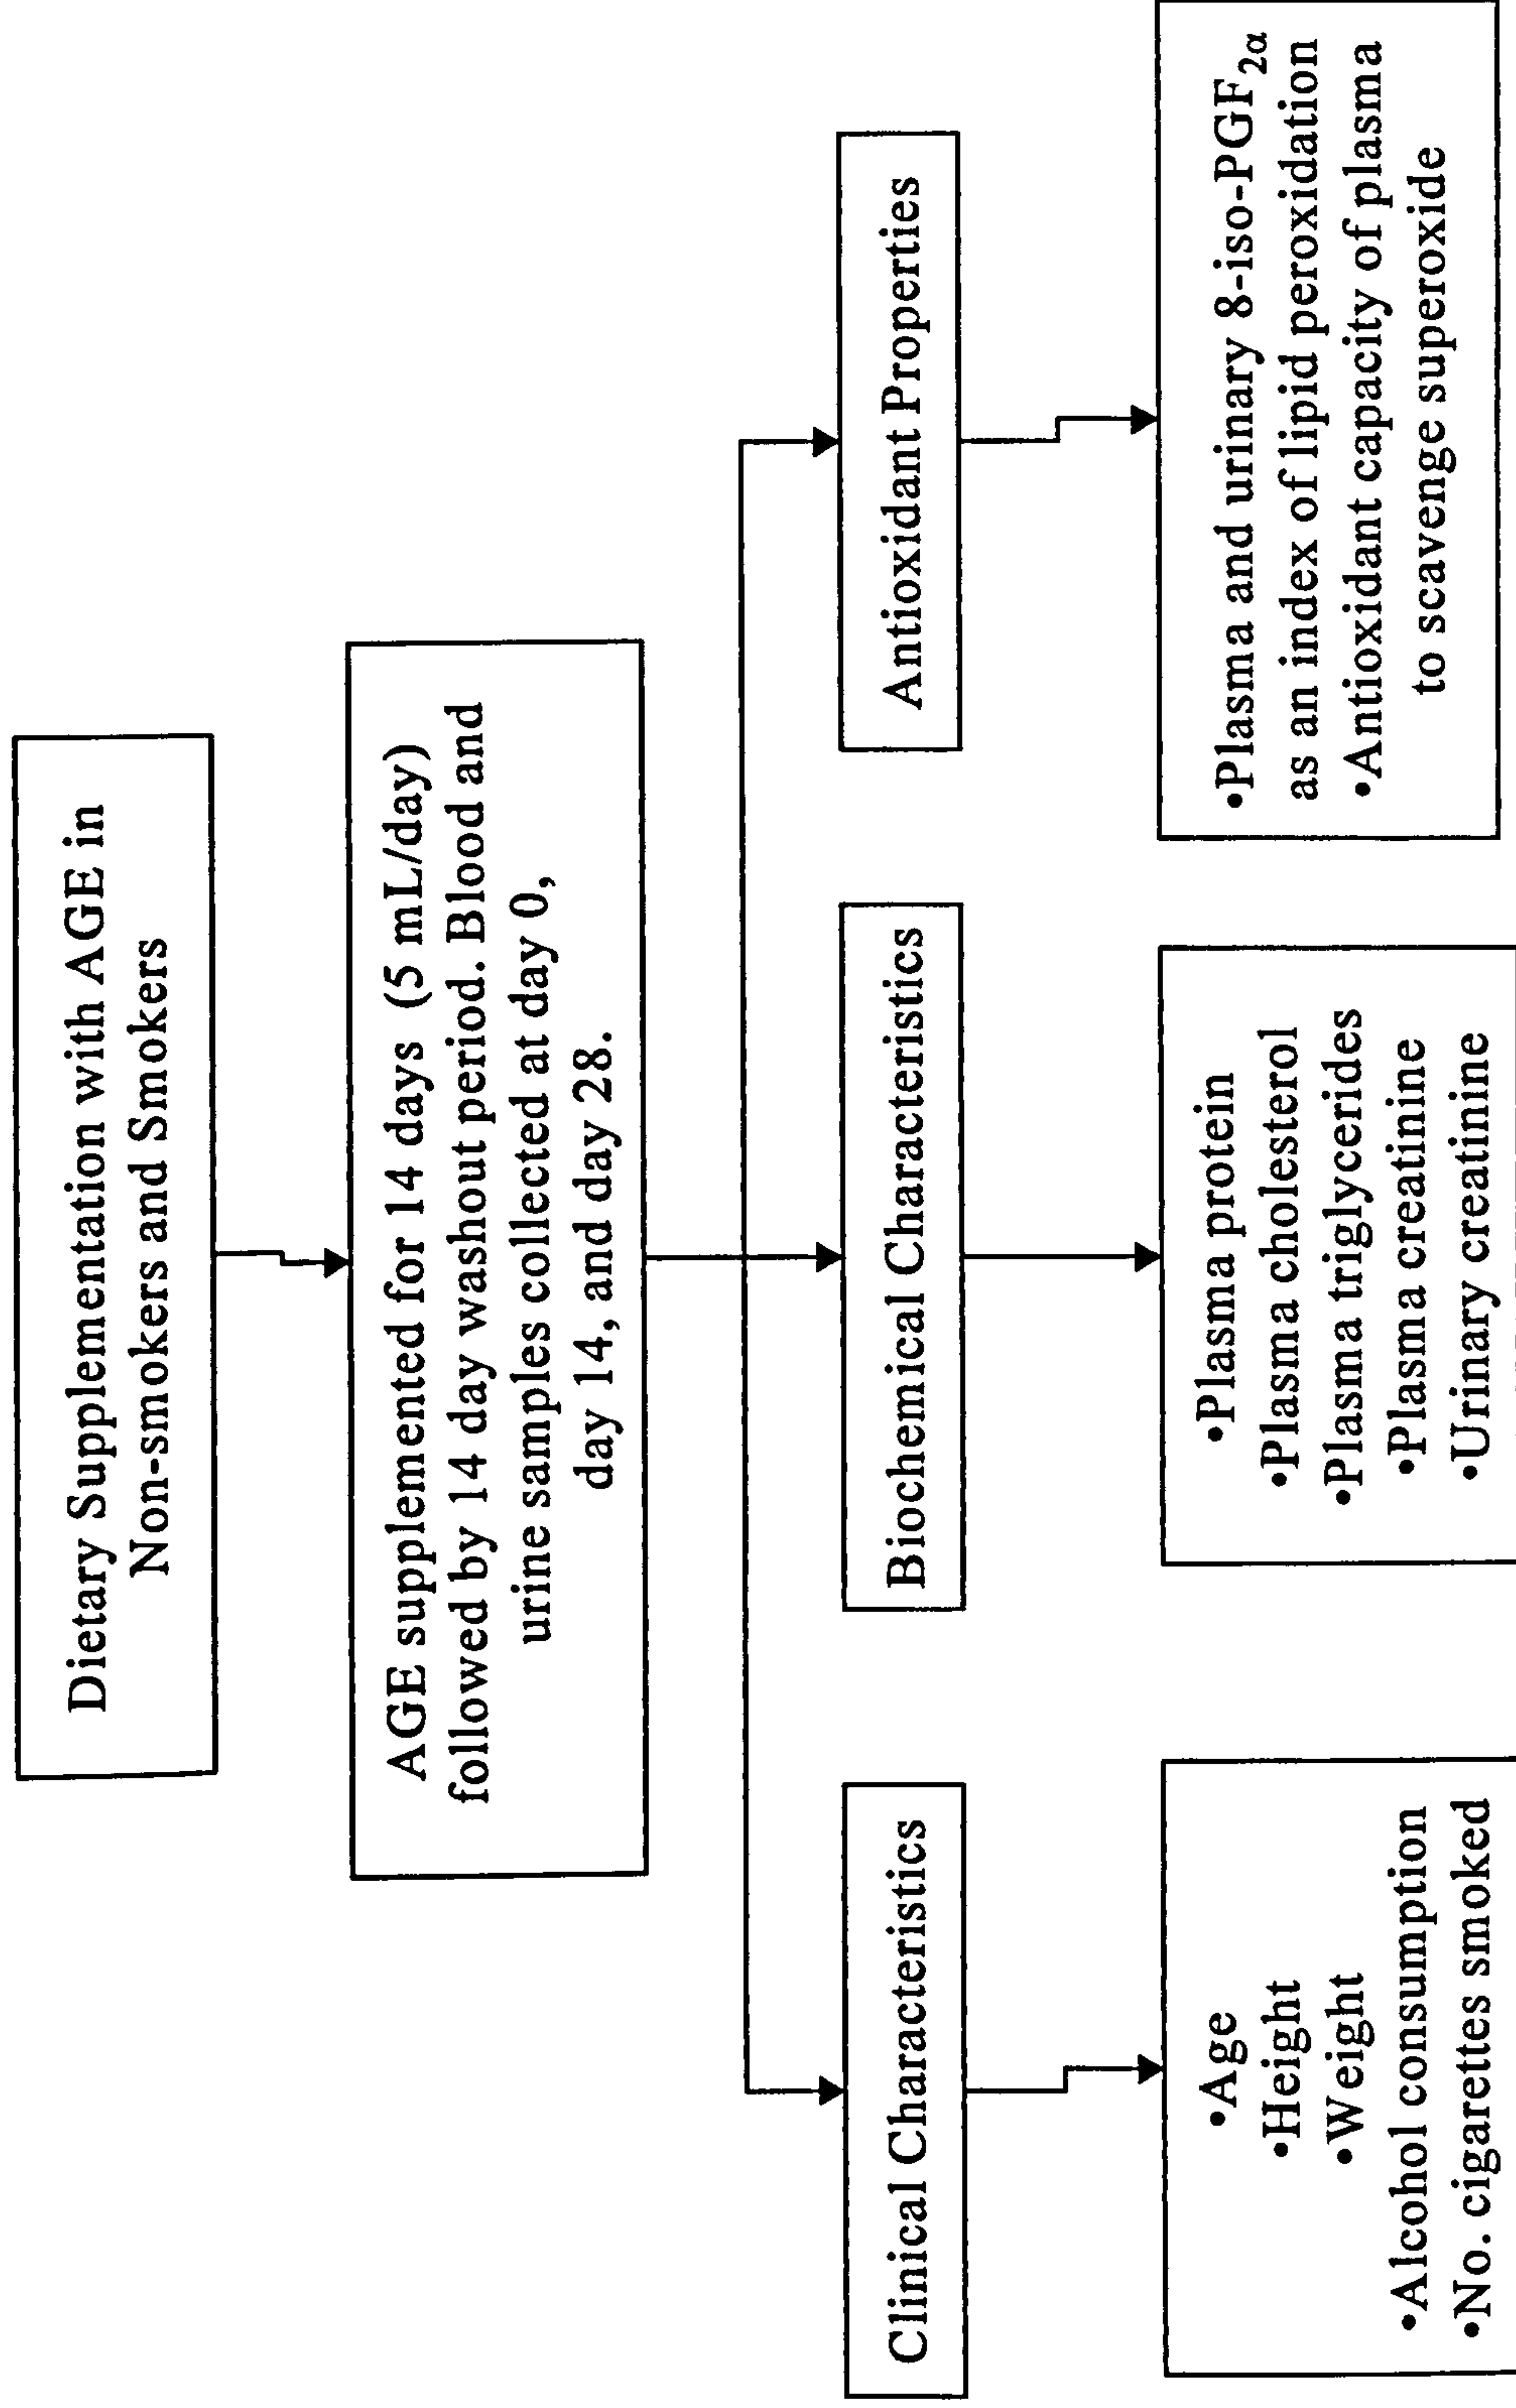 Dietary Supplementation with AGE in
Non-smokers and Smokers
AGE supplemented for 14 days (5 mL/day)
followed by 14 day washout period. Blood and
urine samples collected at day 0,
day 14, and day 28.
Clinical Characteristics
Biochemical Characteristics
Antioxidant Properties
•Age
•Height
•Weight
•Alcohol consumption
•No. cigarettes smoked
•Plasma protein
•Plasma cholesterol
•Plasma triglycerides
•Plasma creatinine
•Urinary creatinine
•Plasma and urinary 8-iso-PGF2α
as an index of lipid peroxidation
•Antioxidant capacity of plasma
to scavenge superoxide